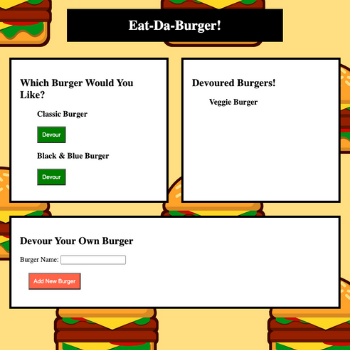 Eat-Da-Burger!
Which Burger Would You
Like?
Classic Burger
Devour
Black & Blue Burger
Devour
Devoured Burgers!
Veggie Burger
Devour Your Own Burger
Burger Name:
Add New Burger